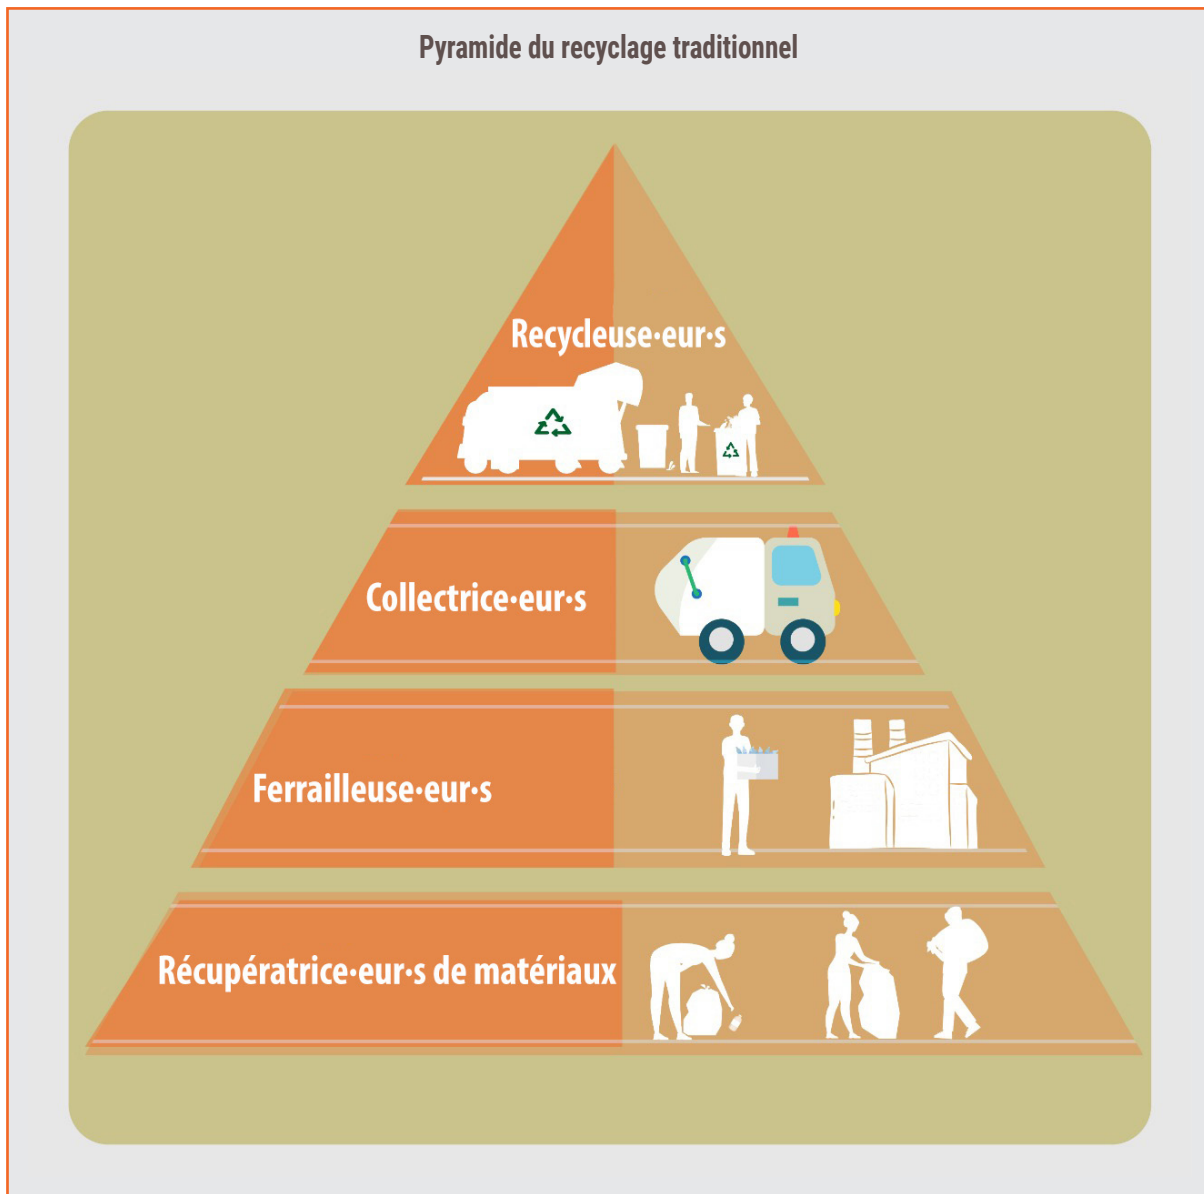 Pyramide du recyclage traditionnel
Recycleuse·eur·s
Collectrice·eur·s
Ferrailleuse·eur·s
Récupératrice·eur·s de matériaux